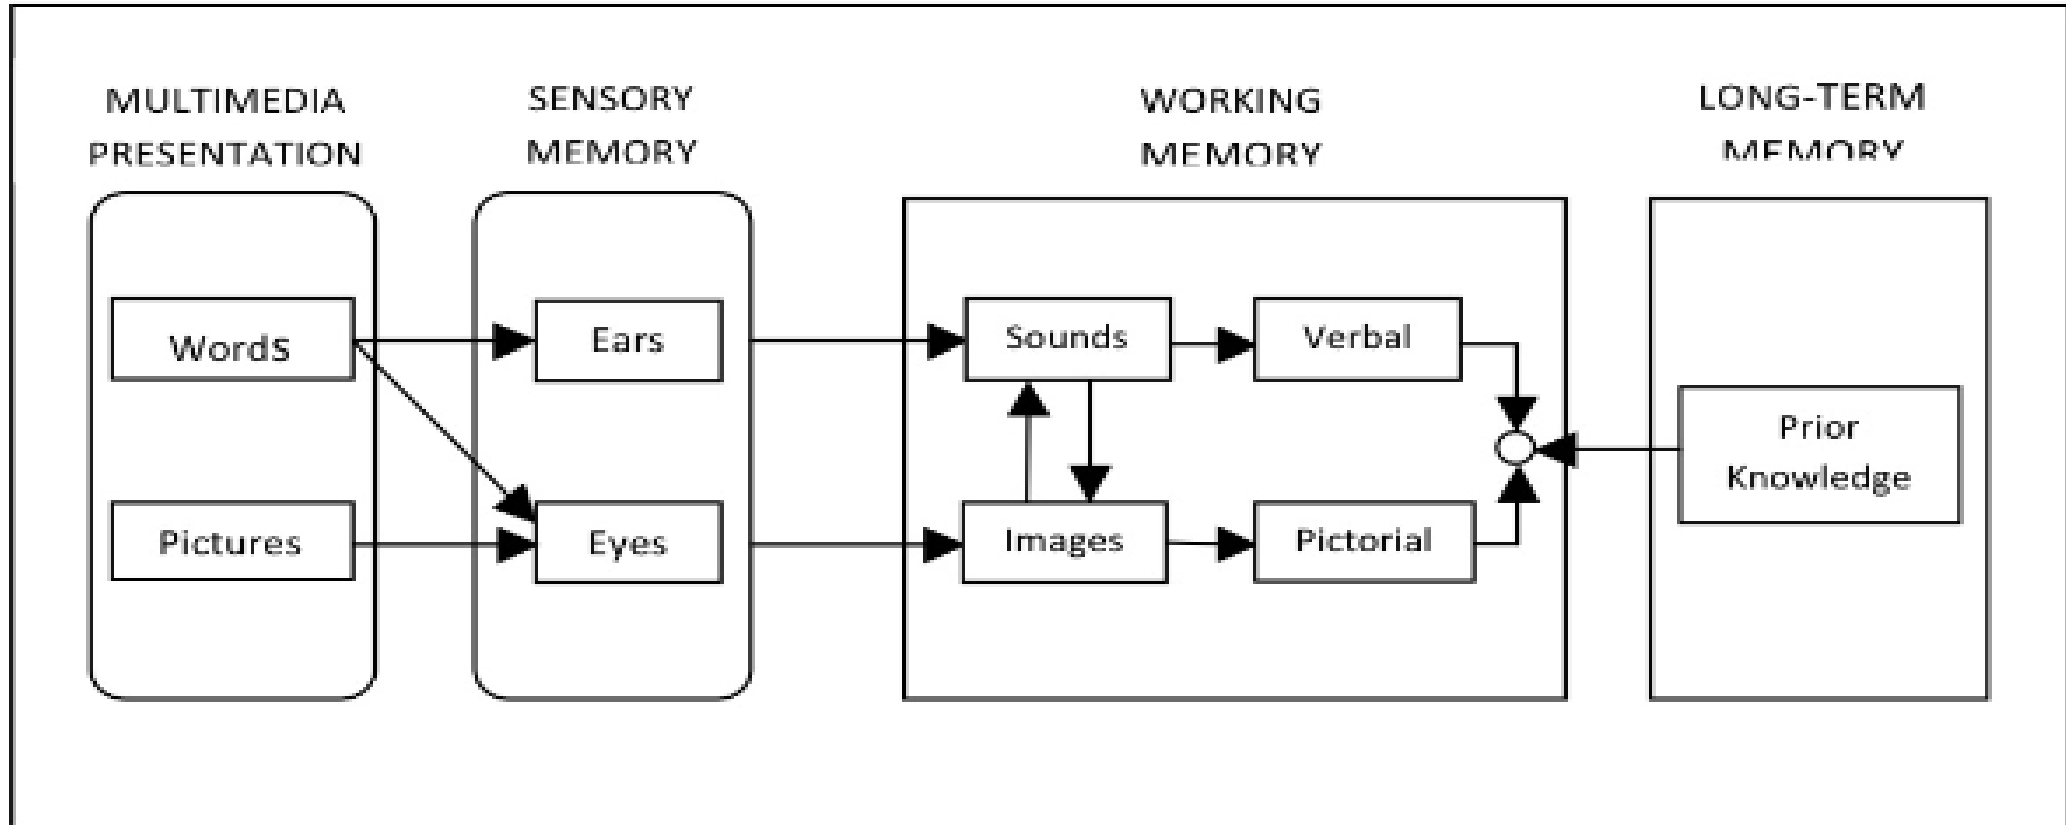 MULTIMEDIA
PRESENTATION
SENSORY
MEMORY
WORKING
MEMORY
LONG-TERM
MEMORY
Words
Ears
Sounds
Verbal
Prior
Knowledge
Pictures
Eyes
Images
Pictorial